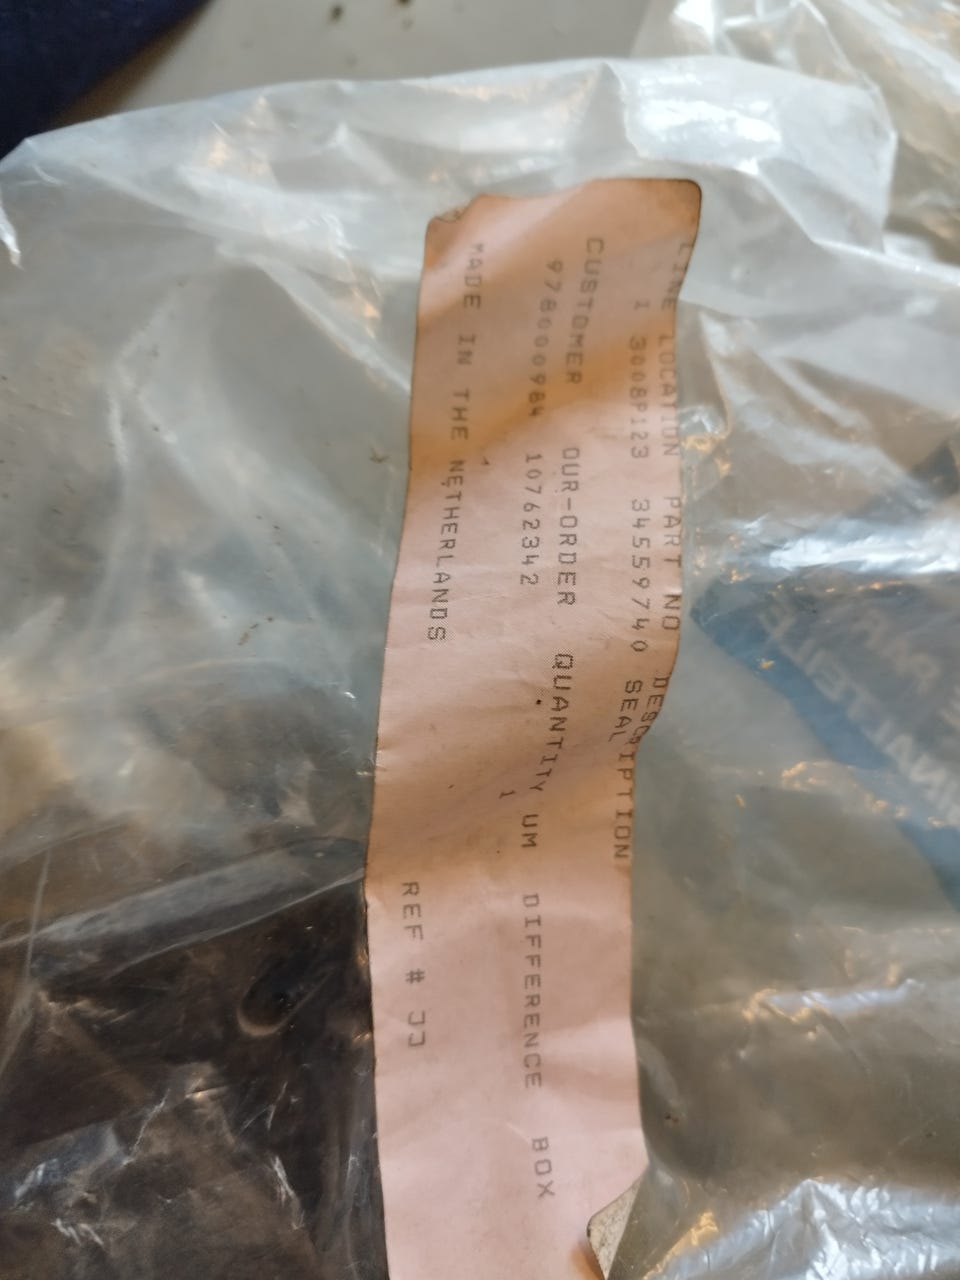 LINE LOCATION PART NO DESCRIPTION
1 3008P123 34559740 SEAL
CUSTOMER OUR-ORDER QUANTITY UM DIFFERENCE BOX
978000984 10762342 1
MADE IN THE NETHERLANDS REF # JJ